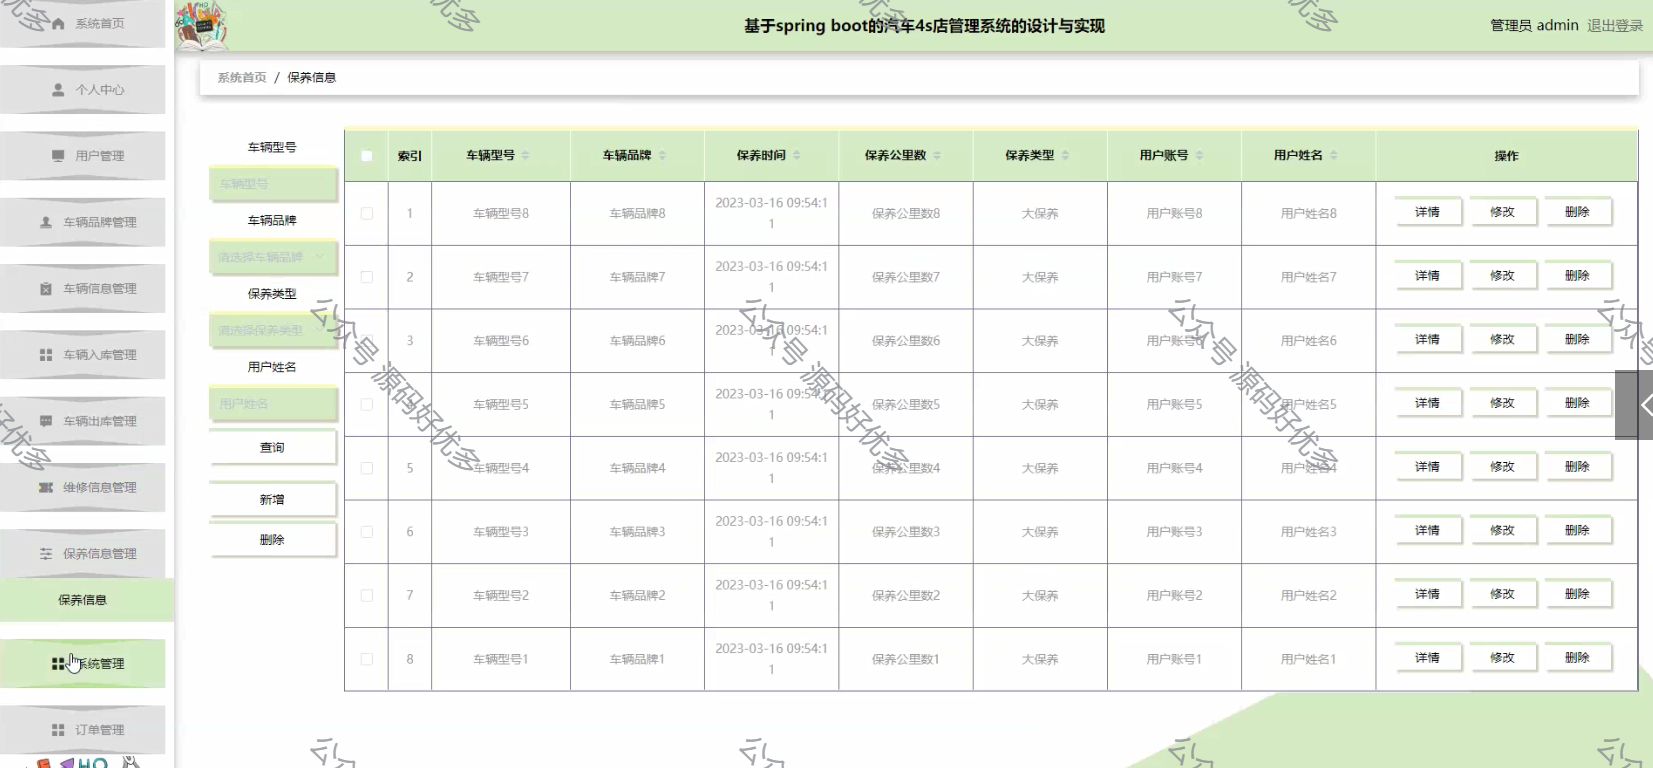 系统首页
个人中心
用户管理
车辆品牌管理
车辆信息管理
车辆入库管理
车辆出库管理
维修信息管理
保养信息管理
保养信息
系统管理
订单管理
基于spring boot的汽车4s店管理系统的设计与实现
管理员 admin 退出登录
系统首页 / 保养信息
车辆型号
车辆型号
车辆品牌
请选择车辆品牌
保养类型
请选择保养类型
用户姓名
用户姓名
查询
新增
删除
索引 车辆型号 车辆品牌 保养时间 保养公里数 保养类型 用户账号 用户姓名 操作
1 车辆型号8 车辆品牌8 2023-03-16 09:54:11 保养公里数8 大保养 用户账号8 用户姓名8 详情 修改 删除
2 车辆型号7 车辆品牌7 2023-03-16 09:54:11 保养公里数7 大保养 用户账号7 用户姓名7 详情 修改 删除
3 车辆型号6 车辆品牌6 2023-03-16 09:54:11 保养公里数6 大保养 用户账号6 用户姓名6 详情 修改 删除
车辆型号5 车辆品牌5 2023-03-16 09:54:11 保养公里数5 大保养 用户账号5 用户姓名5 详情 修改 删除
5 车辆型号4 车辆品牌4 2023-03-16 09:54:11 保养公里数4 大保养 用户账号4 用户姓名4 详情 修改 删除
6 车辆型号3 车辆品牌3 2023-03-16 09:54:11 保养公里数3 大保养 用户账号3 用户姓名3 详情 修改 删除
7 车辆型号2 车辆品牌2 2023-03-16 09:54:11 保养公里数2 大保养 用户账号2 用户姓名2 详情 修改 删除
8 车辆型号1 车辆品牌1 2023-03-16 09:54:11 保养公里数1 大保养 用户账号1 用户姓名1 详情 修改 删除
公众号 源码好优多
公众号 源码好优多
公众号 源码好优多